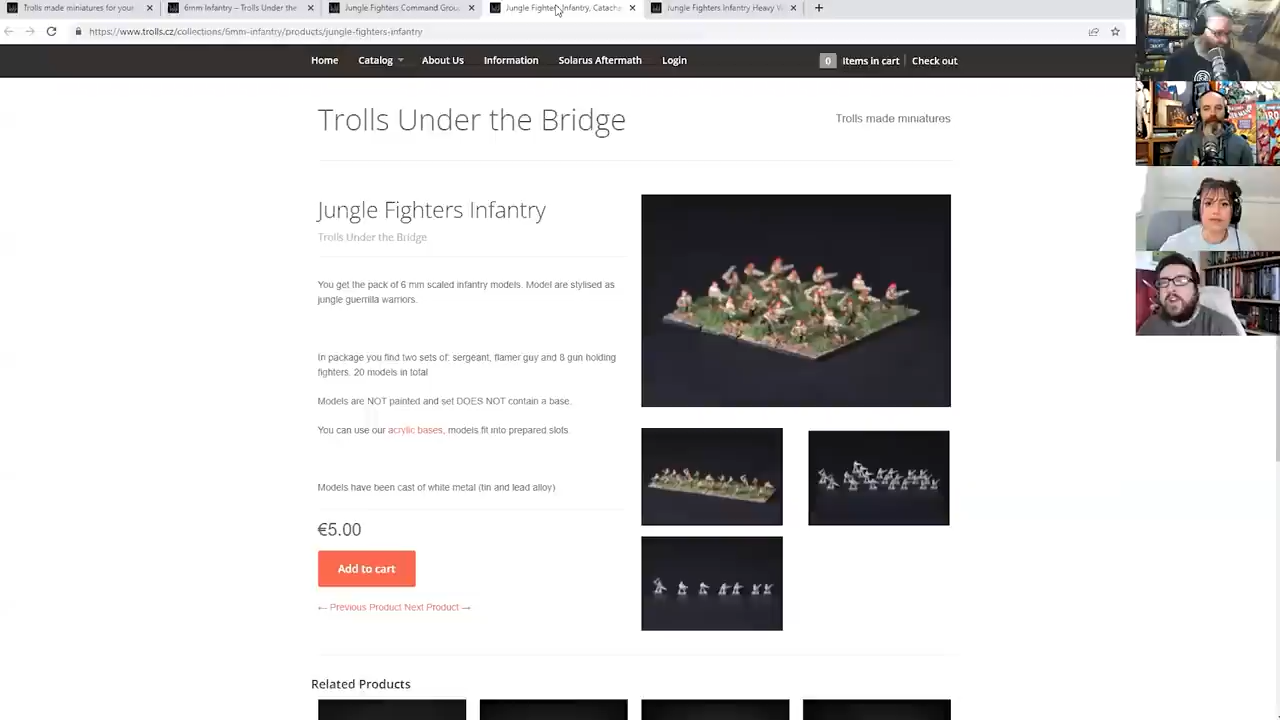 Trolls made miniatures for your
6mm Infantry – Trolls Under the
Jungle Fighters Command Grou
Jungle Fighters Infantry, Catacha
Jungle Fighters Infantry Heavy W
https://www.trolls.cz/collections/6mm-infantry/products/jungle-fighters-infantry
Home Catalog About Us Information Solarus Aftermath Login 0 Items in cart Check out
Trolls Under the Bridge
Trolls made miniatures
Jungle Fighters Infantry
Trolls Under the Bridge
You get the pack of 6 mm scaled infantry models. Model are stylised as
jungle guerrilla warriors.
In package you find two sets of: sergeant, flamer guy and 8 gun holding
fighters. 20 models in total
Models are NOT painted and set DOES NOT contain a base.
You can use our acrylic bases, models fit into prepared slots.
Models have been cast of white metal (tin and lead alloy)
€5.00
Add to cart
← Previous Product Next Product →
Related Products